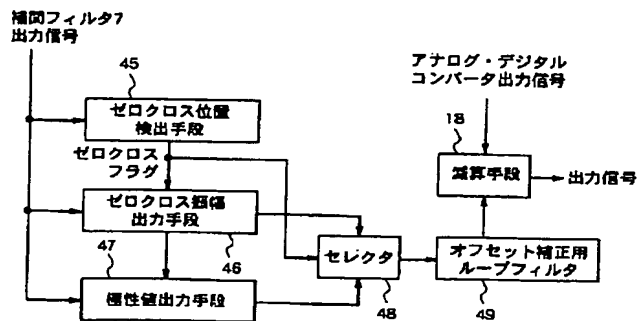 補間フィルタ7
出力信号
45
ゼロクロス位置
検出手段
ゼロクロス
フラグ
ゼロクロス振幅
出力手段
46
47
極性値出力手段
セレクタ
48
アナログ・デジタル
コンバータ出力信号
18
減算手段
出力信号
オフセット補正用
ループフィルタ
49